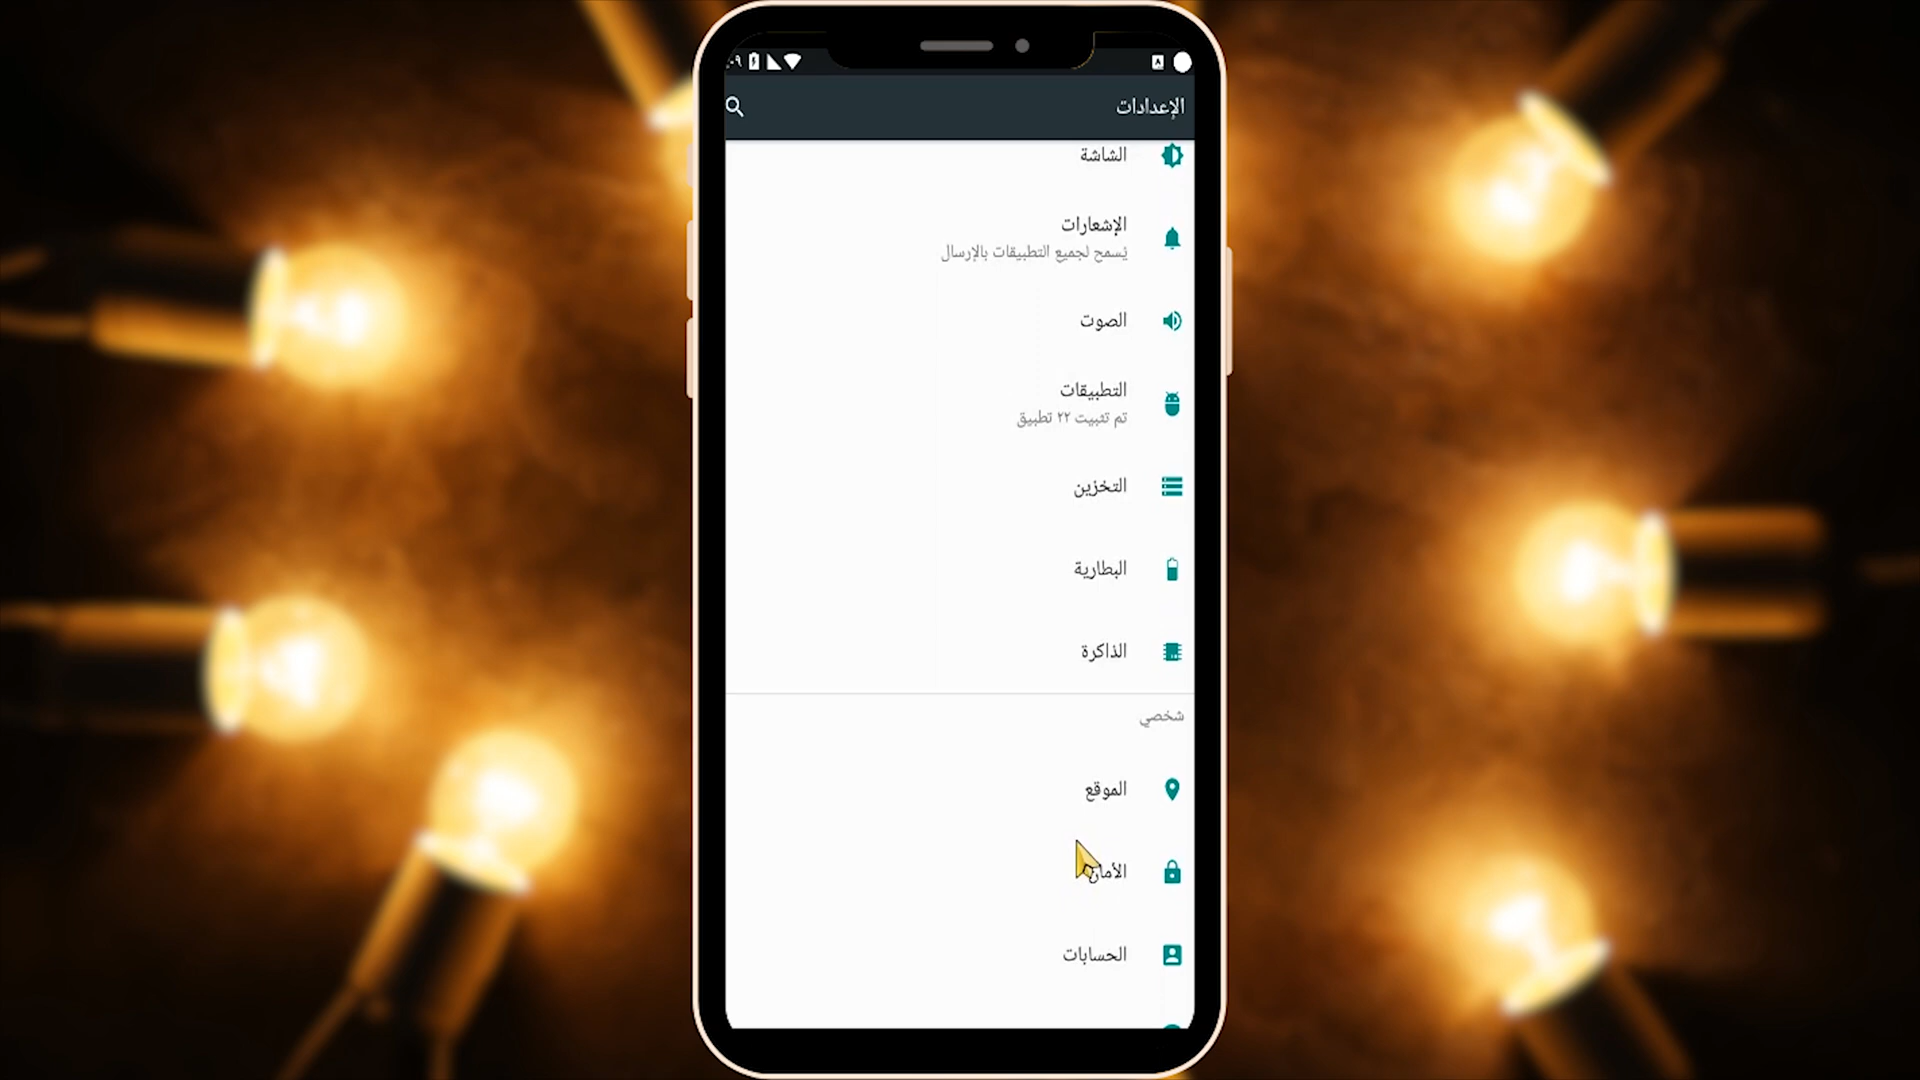 الإعدادات
الشاشة
الإشعارات
يُسمح لجميع التطبيقات بالإرسال
الصوت
التطبيقات
تم تثبيت ٢٢ تطبيق
التخزين
البطارية
الذاكرة
شخصي
الموقع
الأمان
الحسابات